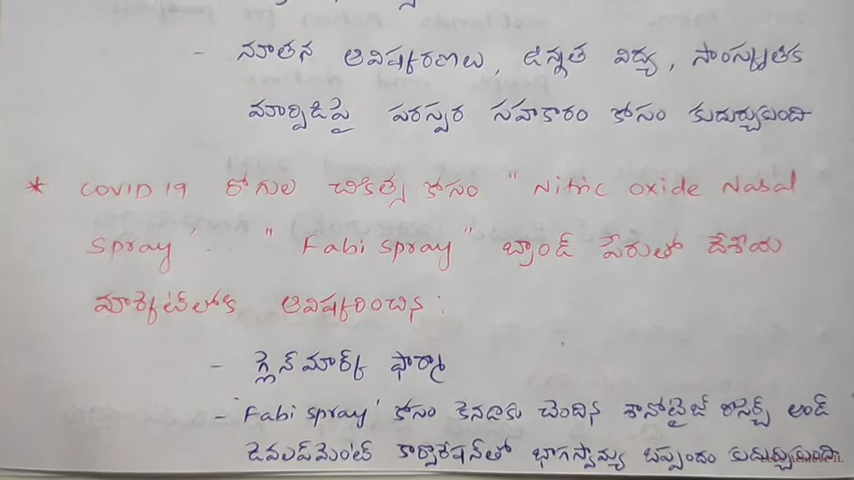 - నూతన ఆవిష్కరణలు, ఉన్నత విద్య, సాంస్కృతిక
మార్పిడిపై పరస్పర సహకారం కోసం కుదుర్చుకుంది
* COVID 19 రోగుల చికిత్స కోసం " Nitric oxide Nasal
Spray" .. " Fabi spray " బ్రాండ్ పేరుతో దేశీయ
మార్కెట్‌లోకి ఆవిష్కరించిన :
- గ్లెన్ మార్క్ ఫార్మా
- 'Fabi spray' కోసం కెనడాకు చెందిన శానోటైజ్ రీసెర్చ్ అండ్
డెవలప్‌మెంట్ కార్పొరేషన్‌తో భాగస్వామ్య ఒప్పందం కుదుర్చుకుంది